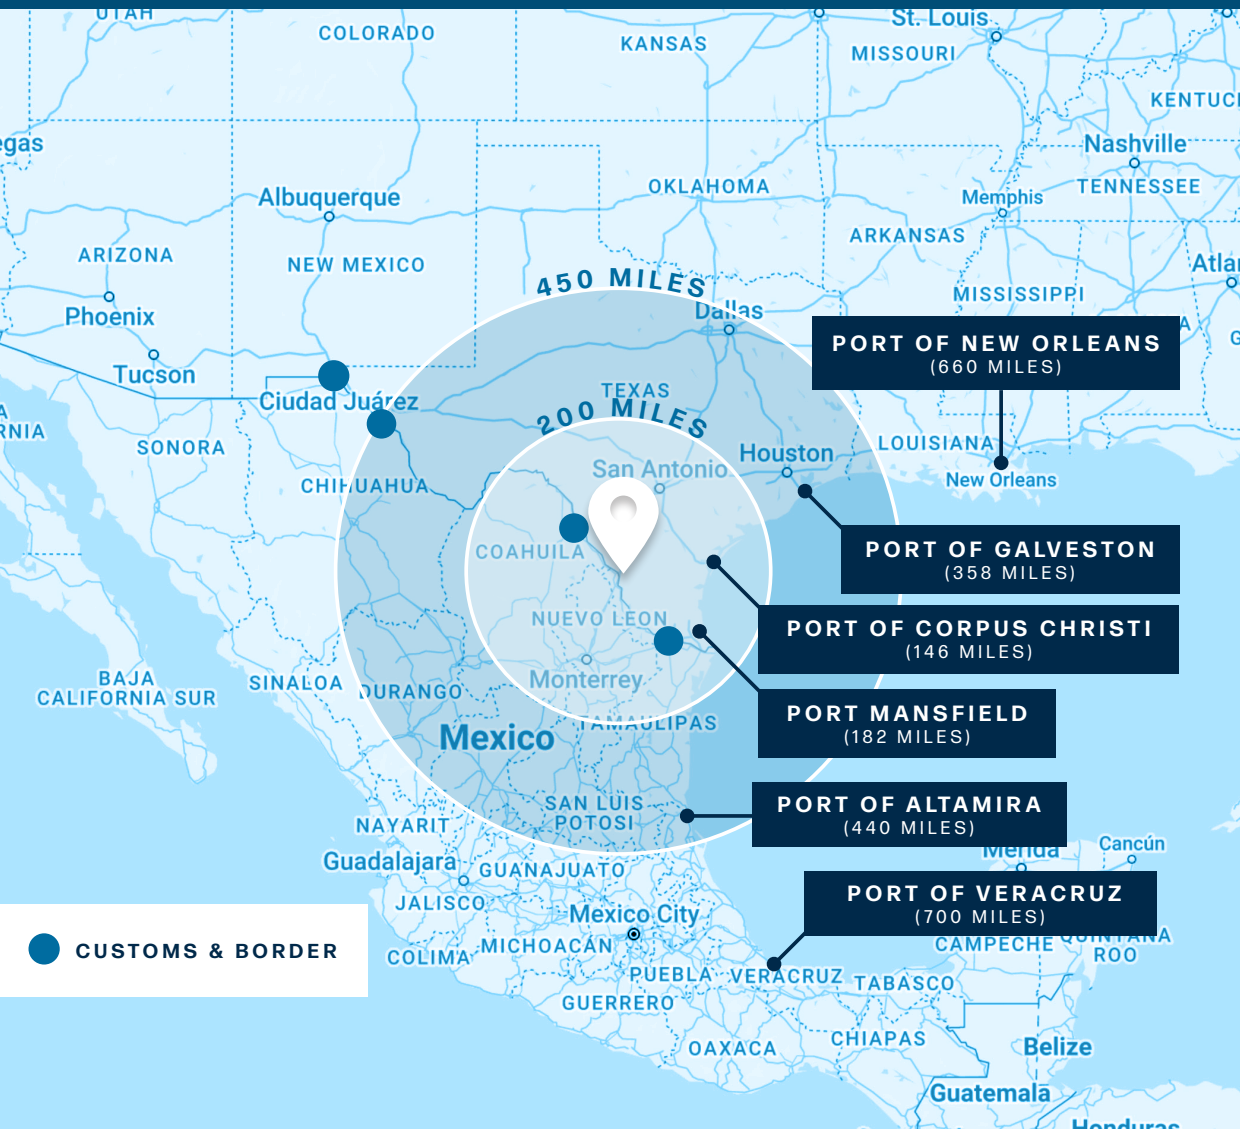 UTAH
COLORADO
KANSAS
St. Louis
MISSOURI
KENTUC
egas
Nashville
Albuquerque
OKLAHOMA
Memphis
TENNESSEE
ARIZONA
NEW MEXICO
ARKANSAS
Atla
450 MILES
MISSISSIPPI
Phoenix
Dallas
PORT OF NEW ORLEANS
(660 MILES)
A
G
Tucson
Ciudad Juárez
TEXAS
200 MILES
A
RNIA
SONORA
CHIHUAHUA
San Antonio
Houston
LOUISIANA
New Orleans
COAHUILA
PORT OF GALVESTON
(358 MILES)
NUEVO LEON
PORT OF CORPUS CHRISTI
(146 MILES)
BAJA
CALIFORNIA SUR
SINALOA
DURANGO
Monterrey
PORT MANSFIELD
(182 MILES)
Mexico
TAMAULIPAS
SAN LUIS
POTOSI
PORT OF ALTAMIRA
(440 MILES)
NAYARIT
Guadalajara
GUANAJUATO
Merida
Cancún
JALISCO
Mexico City
PORT OF VERACRUZ
(700 MILES)
CUSTOMS & BORDER
COLIMA
MICHOACÁN
CAMPECHE
QUINTANA
ROO
PUEBLA
VERACRUZ
TABASCO
GUERRERO
OAXACA
CHIAPAS
Belize
Guatemala
Honduras